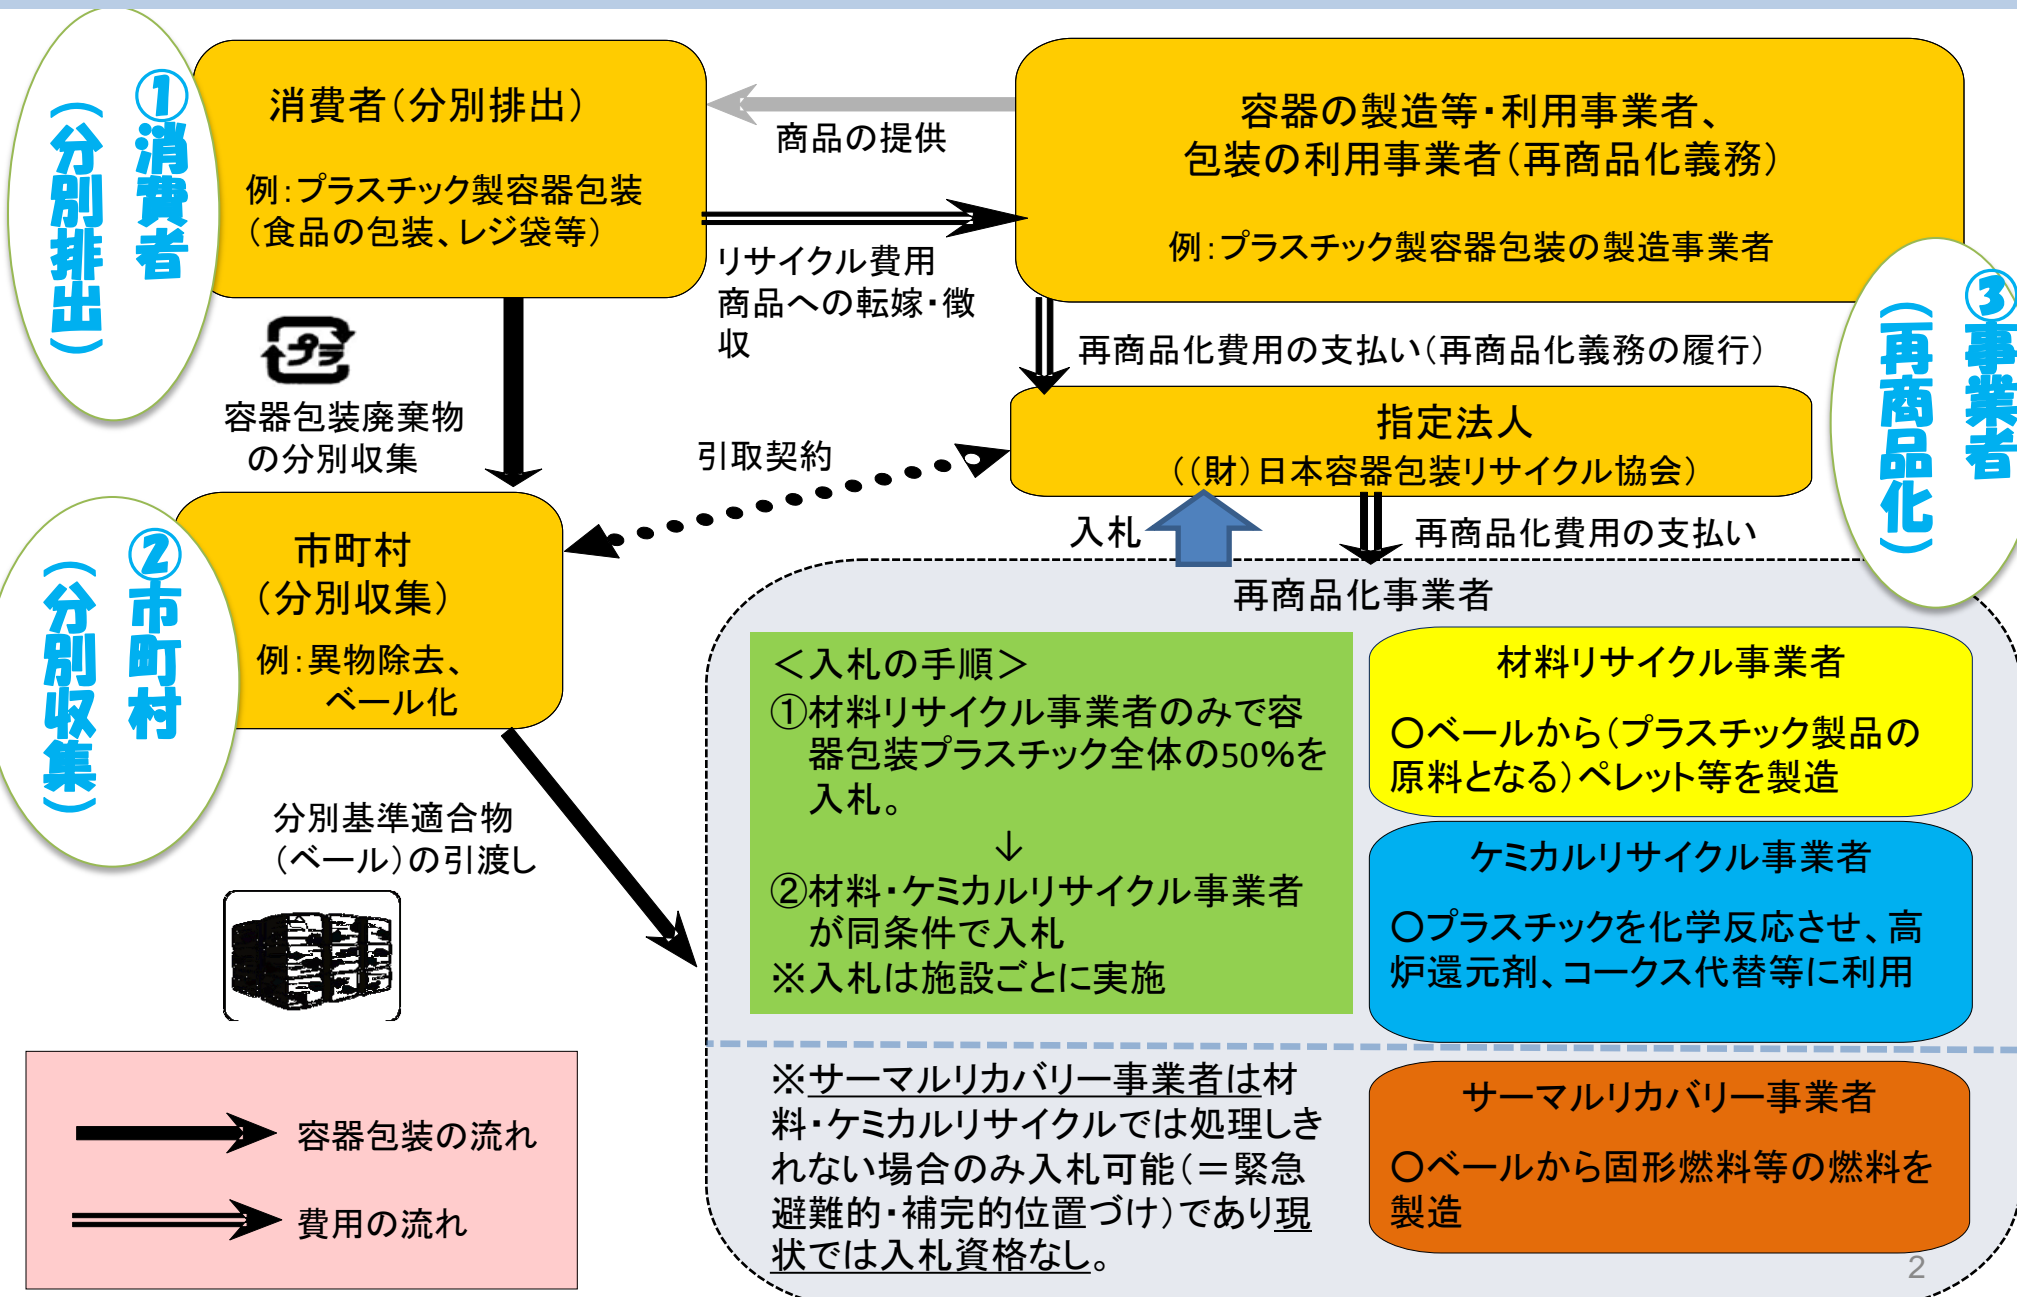 ①消費者
（分別排出）
消費者（分別排出）
例：プラスチック製容器包装
（食品の包装、レジ袋等）
商品の提供
リサイクル費用
商品への転嫁・徴
収
容器の製造等・利用事業者、
包装の利用事業者（再商品化義務）
例：プラスチック製容器包装の製造事業者
③事業者
（再商品化）
プラ
容器包装廃棄物
の分別収集
再商品化費用の支払い（再商品化義務の履行）
指定法人
（（財）日本容器包装リサイクル協会）
引取契約
②市町村
（分別収集）
市町村
（分別収集）
例：異物除去、
ベール化
入札
再商品化費用の支払い
再商品化事業者
＜入札の手順＞
①材料リサイクル事業者のみで容
器包装プラスチック全体の50％を
入札。
↓
②材料・ケミカルリサイクル事業者
が同条件で入札
※入札は施設ごとに実施
材料リサイクル事業者
○ベールから（プラスチック製品の
原料となる）ペレット等を製造
ケミカルリサイクル事業者
○プラスチックを化学反応させ、高
炉還元剤、コークス代替等に利用
分別基準適合物
（ベール）の引渡し
※サーマルリカバリー事業者は材
料・ケミカルリサイクルでは処理しき
れない場合のみ入札可能（＝緊急
避難的・補完的位置づけ）であり現
状では入札資格なし。
サーマルリカバリー事業者
○ベールから固形燃料等の燃料を
製造
容器包装の流れ
費用の流れ
2